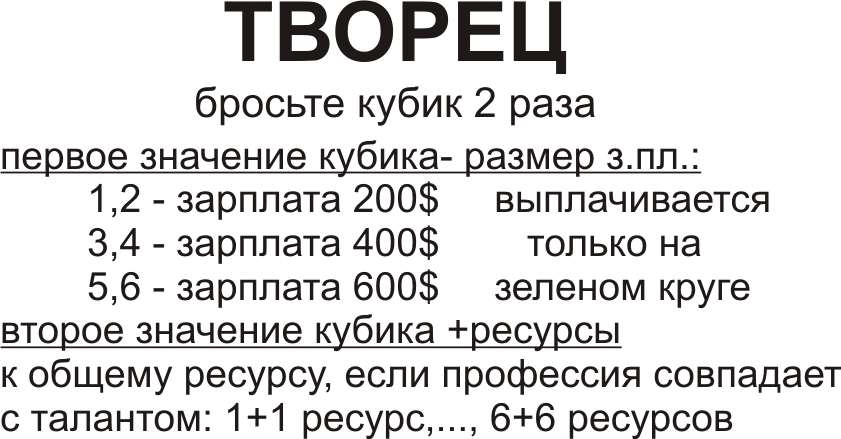 ТВОРЕЦ
бросьте кубик 2 раза
первое значение кубика- размер з.пл.:
1,2 - зарплата 200$ выплачивается
3,4 - зарплата 400$ только на
5,6 - зарплата 600$ зеленом круге
второе значение кубика +ресурсы
к общему ресурсу, если профессия совпадает
с талантом: 1+1 ресурс,..., 6+6 ресурсов